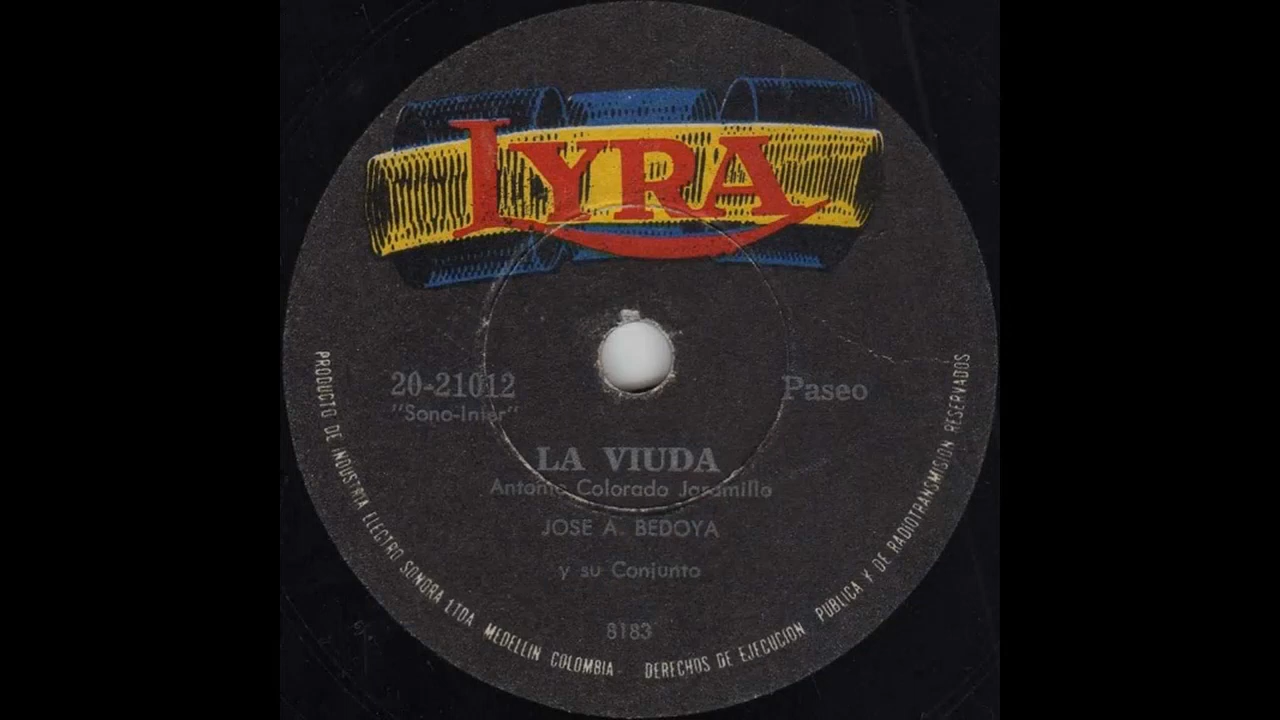 LYRA
20-21012
Paseo
"Sono-Inter"
LA VIUDA
Antonio Colorado Jaramillo
JOSE A. BEDOYA
y su Conjunto
8183
PRODUCTO DE INDUSTRIA ELECTRO SONORA LTDA MEDELLIN COLOMBIA - DERECHOS DE EJECUCION PUBLICA Y DE RADIOTRANSMISION RESERVADOS